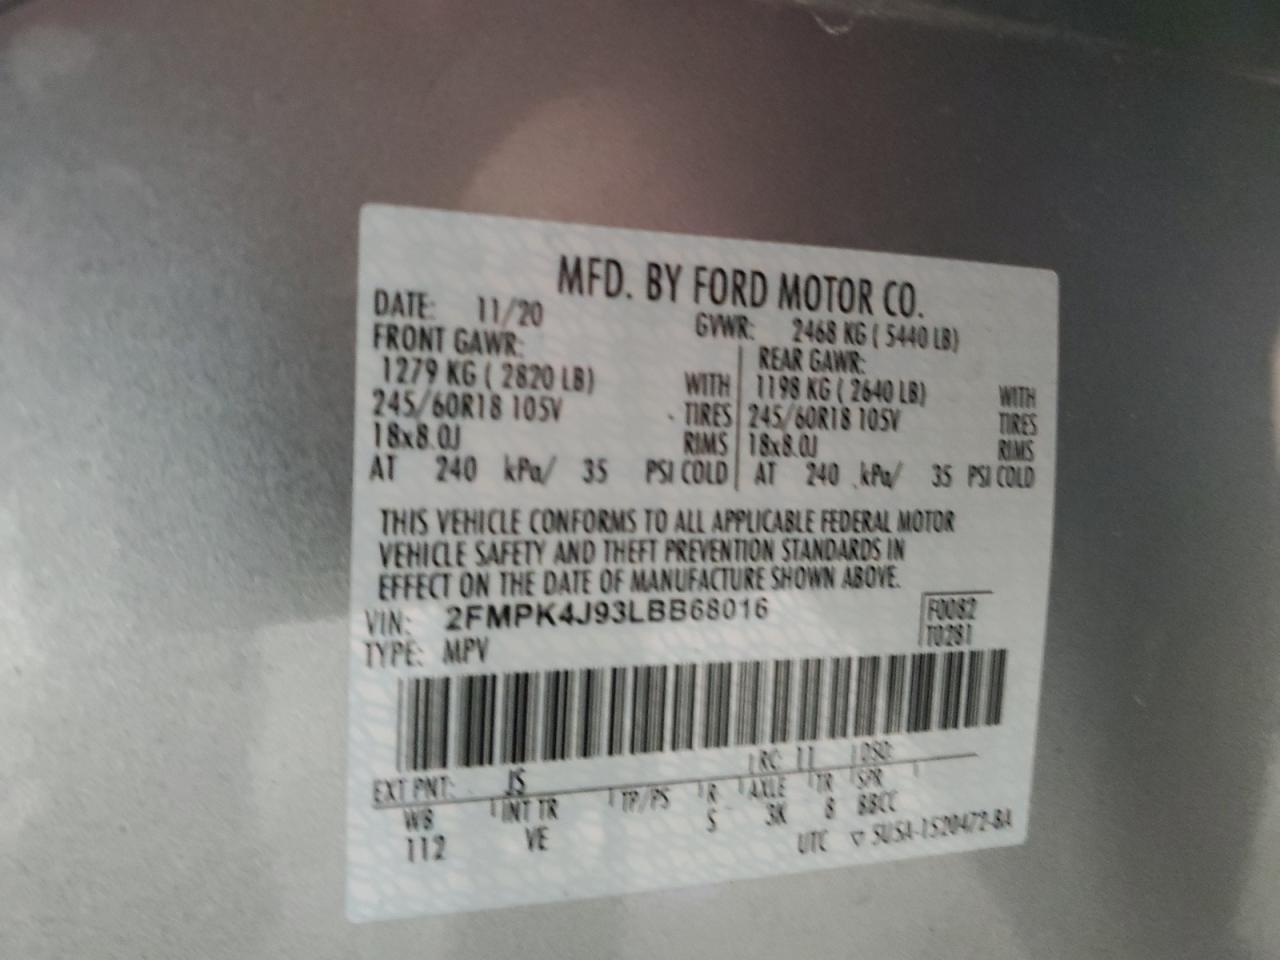 MFD. BY FORD MOTOR CO.
DATE: 11/20 GVWR: 2468 KG ( 5440 LB)
FRONT GAWR: REAR GAWR:
1279 KG ( 2820 LB) WITH 1198 KG ( 2640 LB) WITH
245/60R18 105V TIRES 245/60R18 105V TIRES
18x8.0J RIMS 18x8.0J RIMS
AT 240 kPa/ 35 PSI COLD AT 240 kPa/ 35 PSI COLD
THIS VEHICLE CONFORMS TO ALL APPLICABLE FEDERAL MOTOR
VEHICLE SAFETY AND THEFT PREVENTION STANDARDS IN
EFFECT ON THE DATE OF MANUFACTURE SHOWN ABOVE.
VIN: 2FMPK4J93LBB68016 F0082
TYPE: MPV T0281
EXT PNT: JS RC: 11 DSO:
WB INT TR TP/PS R AXLE TR SPR
112 VE S 3K 8 BBCC
UTC ▽ SUSA-1520472-BA